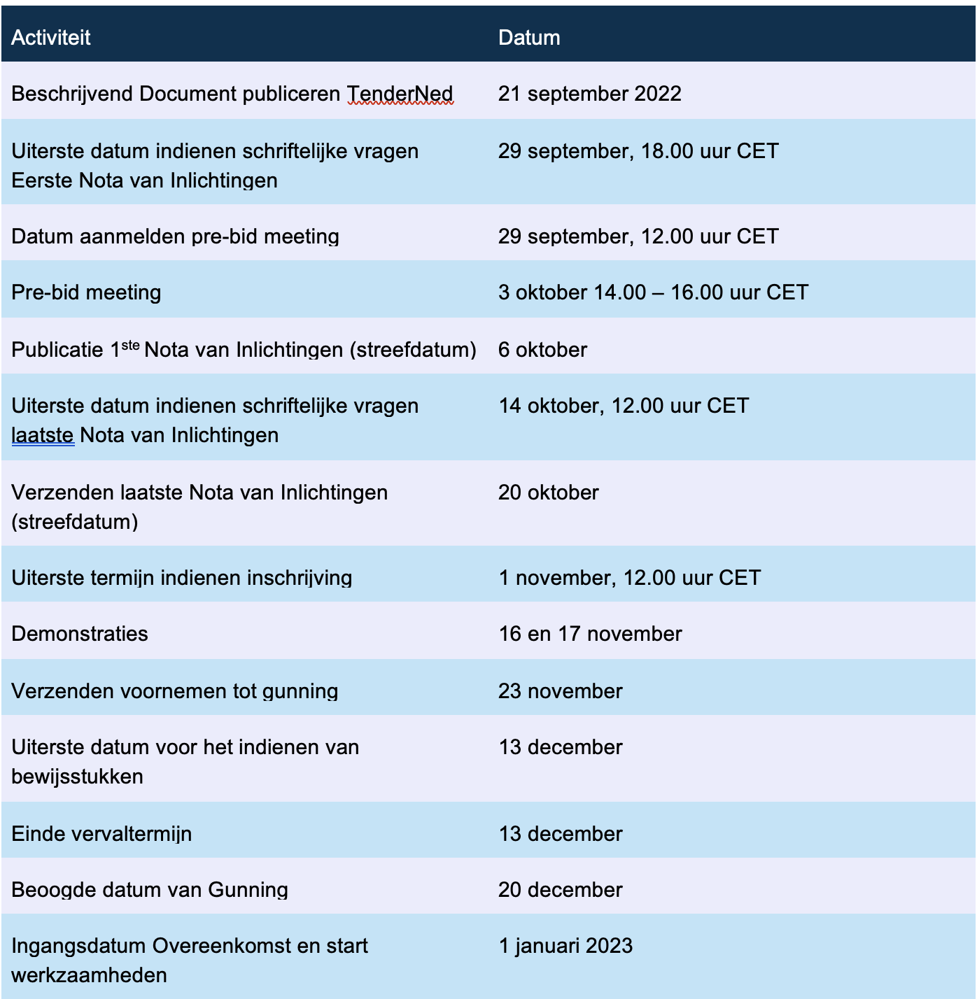 Activiteit Datum
Beschrijvend Document publiceren TenderNed 21 september 2022
Uiterste datum indienen schriftelijke vragen 29 september, 18.00 uur CET
Eerste Nota van Inlichtingen
Datum aanmelden pre-bid meeting 29 september, 12.00 uur CET
Pre-bid meeting 3 oktober 14.00 – 16.00 uur CET
Publicatie 1ste Nota van Inlichtingen (streefdatum) 6 oktober
Uiterste datum indienen schriftelijke vragen 14 oktober, 12.00 uur CET
laatste Nota van Inlichtingen
Verzenden laatste Nota van Inlichtingen 20 oktober
(streefdatum)
Uiterste termijn indienen inschrijving 1 november, 12.00 uur CET
Demonstraties 16 en 17 november
Verzenden voornemen tot gunning 23 november
Uiterste datum voor het indienen van 13 december
bewijsstukken
Einde vervaltermijn 13 december
Beoogde datum van Gunning 20 december
Ingangsdatum Overeenkomst en start 1 januari 2023
werkzaamheden